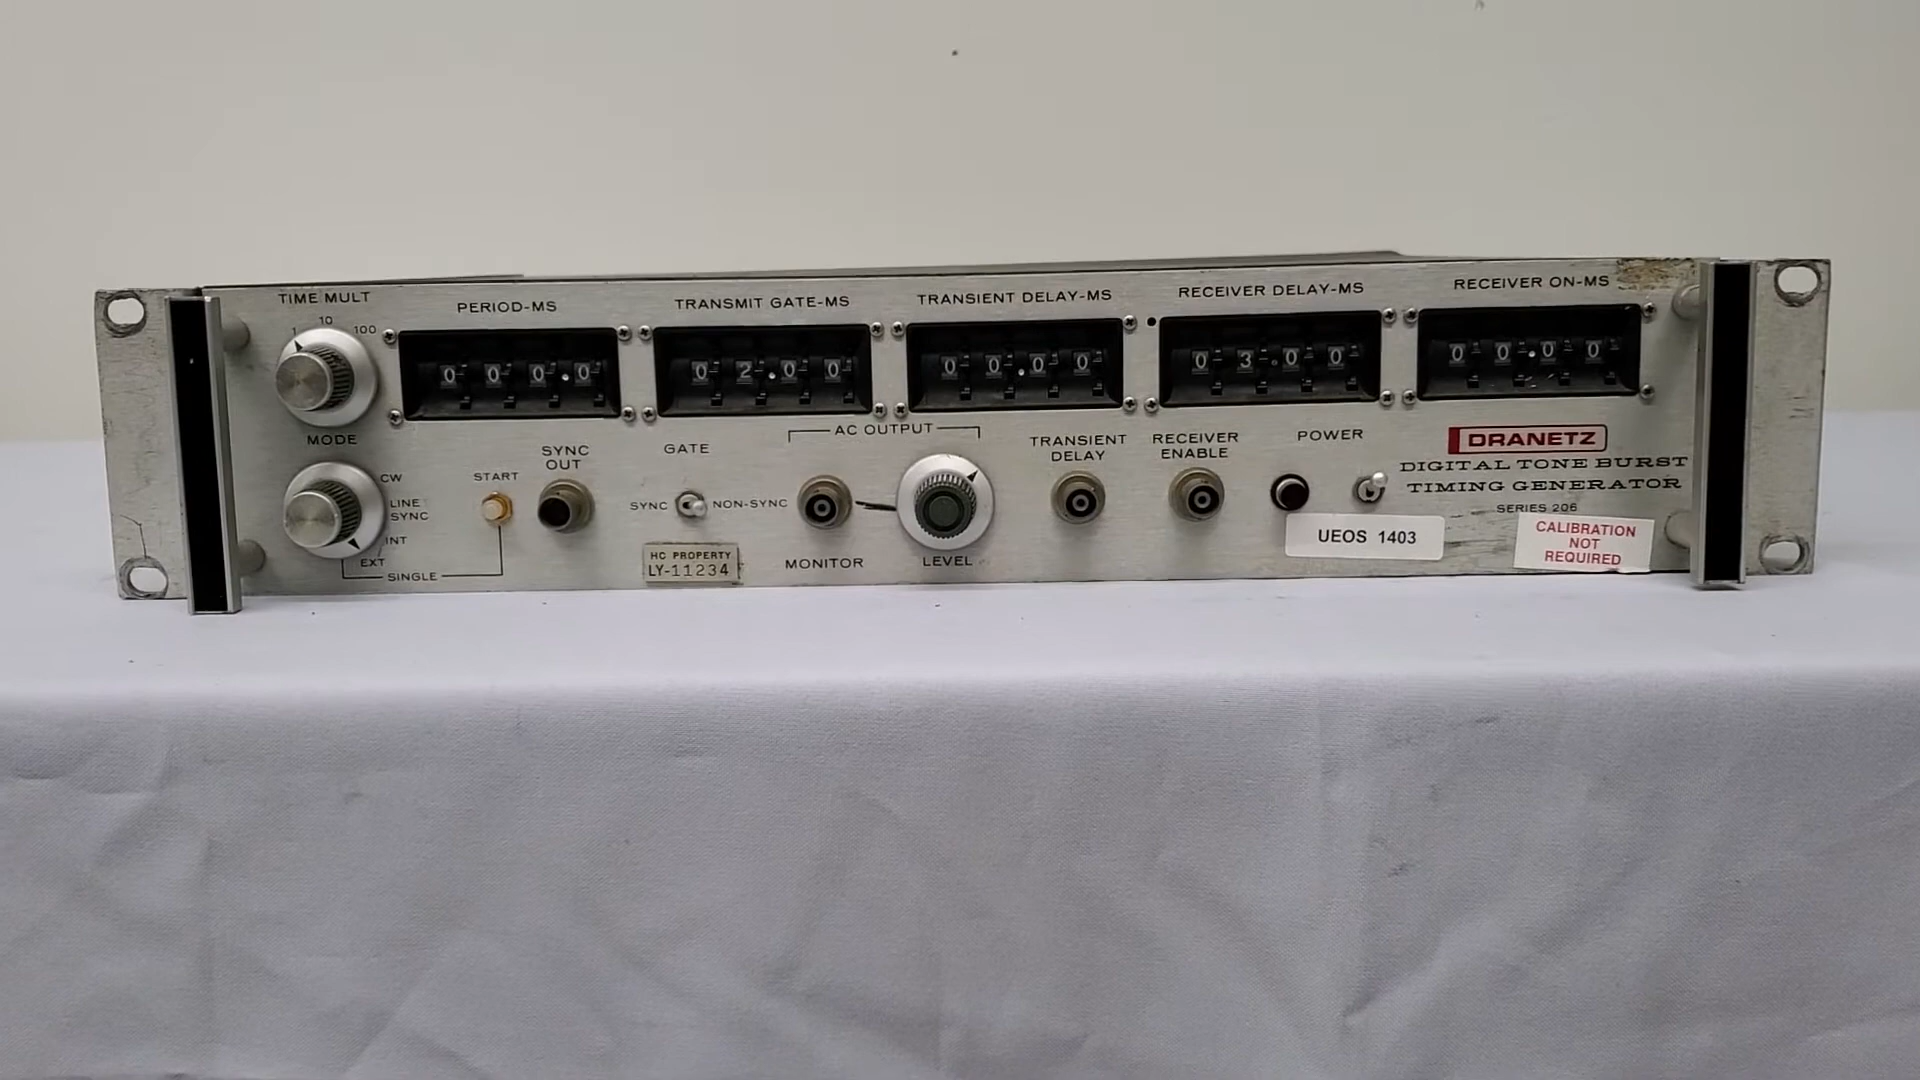 TIME MULT
1 10 100
PERIOD-MS
0 0 0.0
TRANSMIT GATE-MS
0 2.0 0
TRANSIENT DELAY-MS
0 0.0 0
RECEIVER DELAY-MS
0 3.0 0
RECEIVER ON-MS
0 0.0 0
MODE
CW
LINE
SYNC
INT
EXT
SINGLE
START
SYNC
OUT
GATE
SYNC
NON-SYNC
HC PROPERTY
LY-11234
AC OUTPUT
MONITOR
LEVEL
TRANSIENT
DELAY
RECEIVER
ENABLE
POWER
DRANETZ
DIGITAL TONE BURST
TIMING GENERATOR
SERIES 206
UEOS 1403
CALIBRATION
NOT
REQUIRED